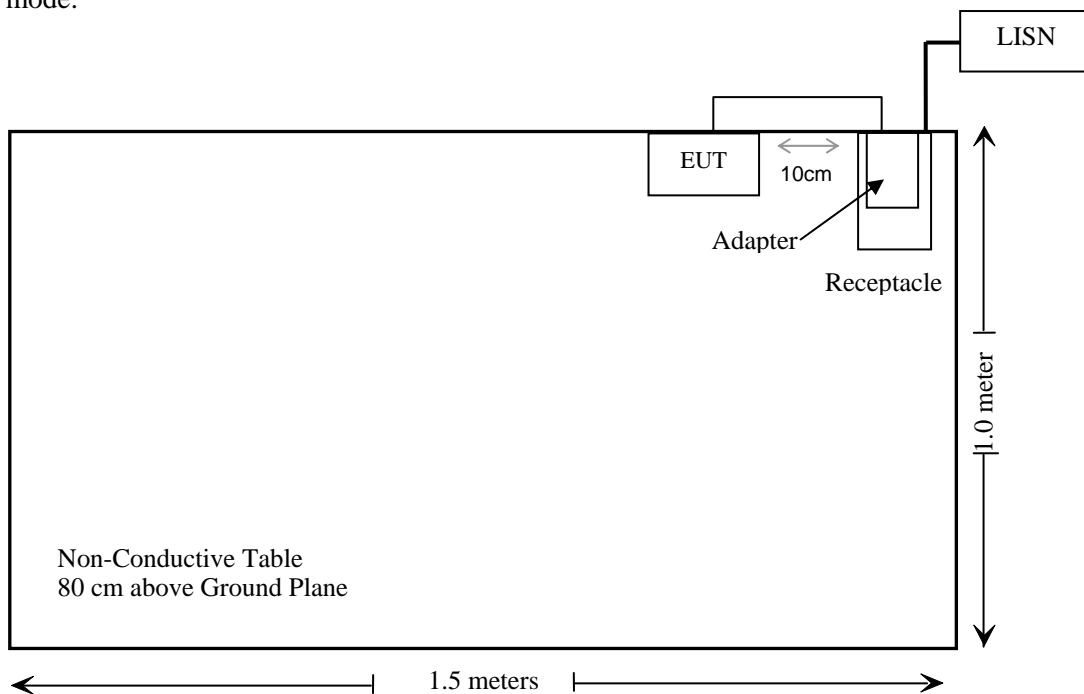 mode.
LISN
EUT
10cm
Adapter
Receptacle
1.0 meter
Non-Conductive Table
80 cm above Ground Plane
1.5 meters